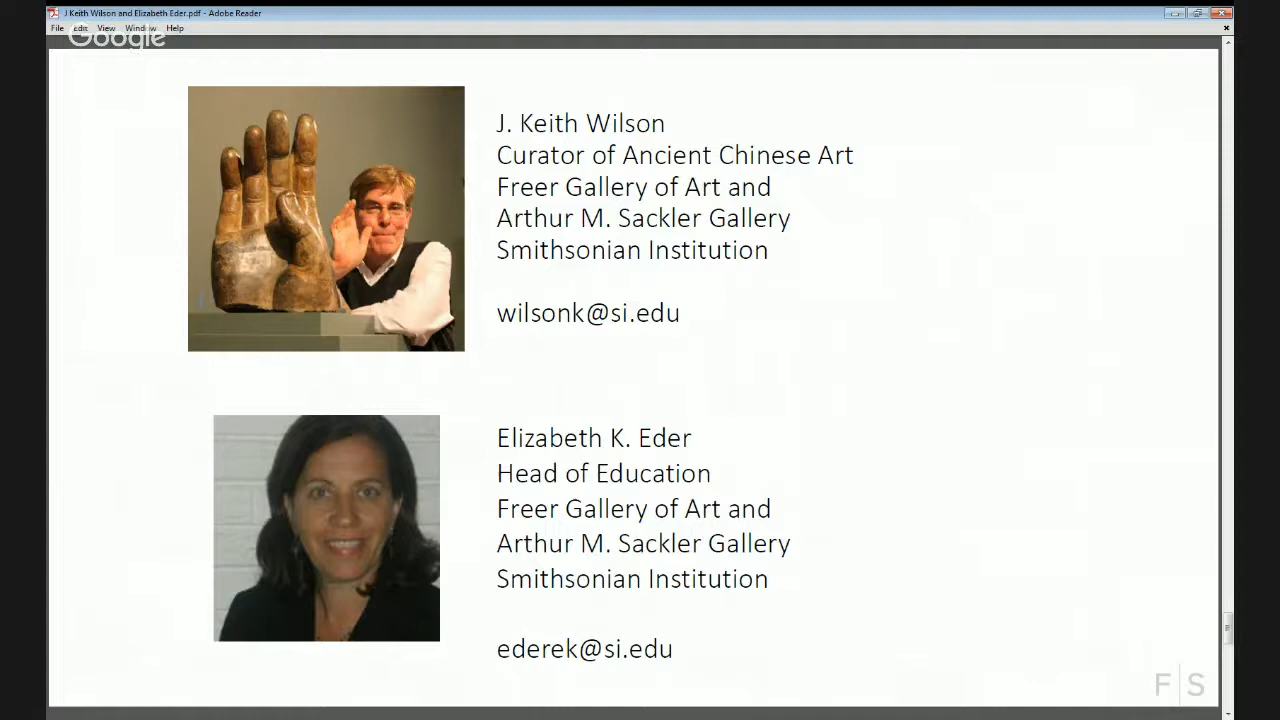 J Keith Wilson and Elizabeth Eder.pdf - Adobe Reader
File Edit View Window Help
Google
J. Keith Wilson
Curator of Ancient Chinese Art
Freer Gallery of Art and
Arthur M. Sackler Gallery
Smithsonian Institution
wilsonk@si.edu
Elizabeth K. Eder
Head of Education
Freer Gallery of Art and
Arthur M. Sackler Gallery
Smithsonian Institution
ederek@si.edu
F|S